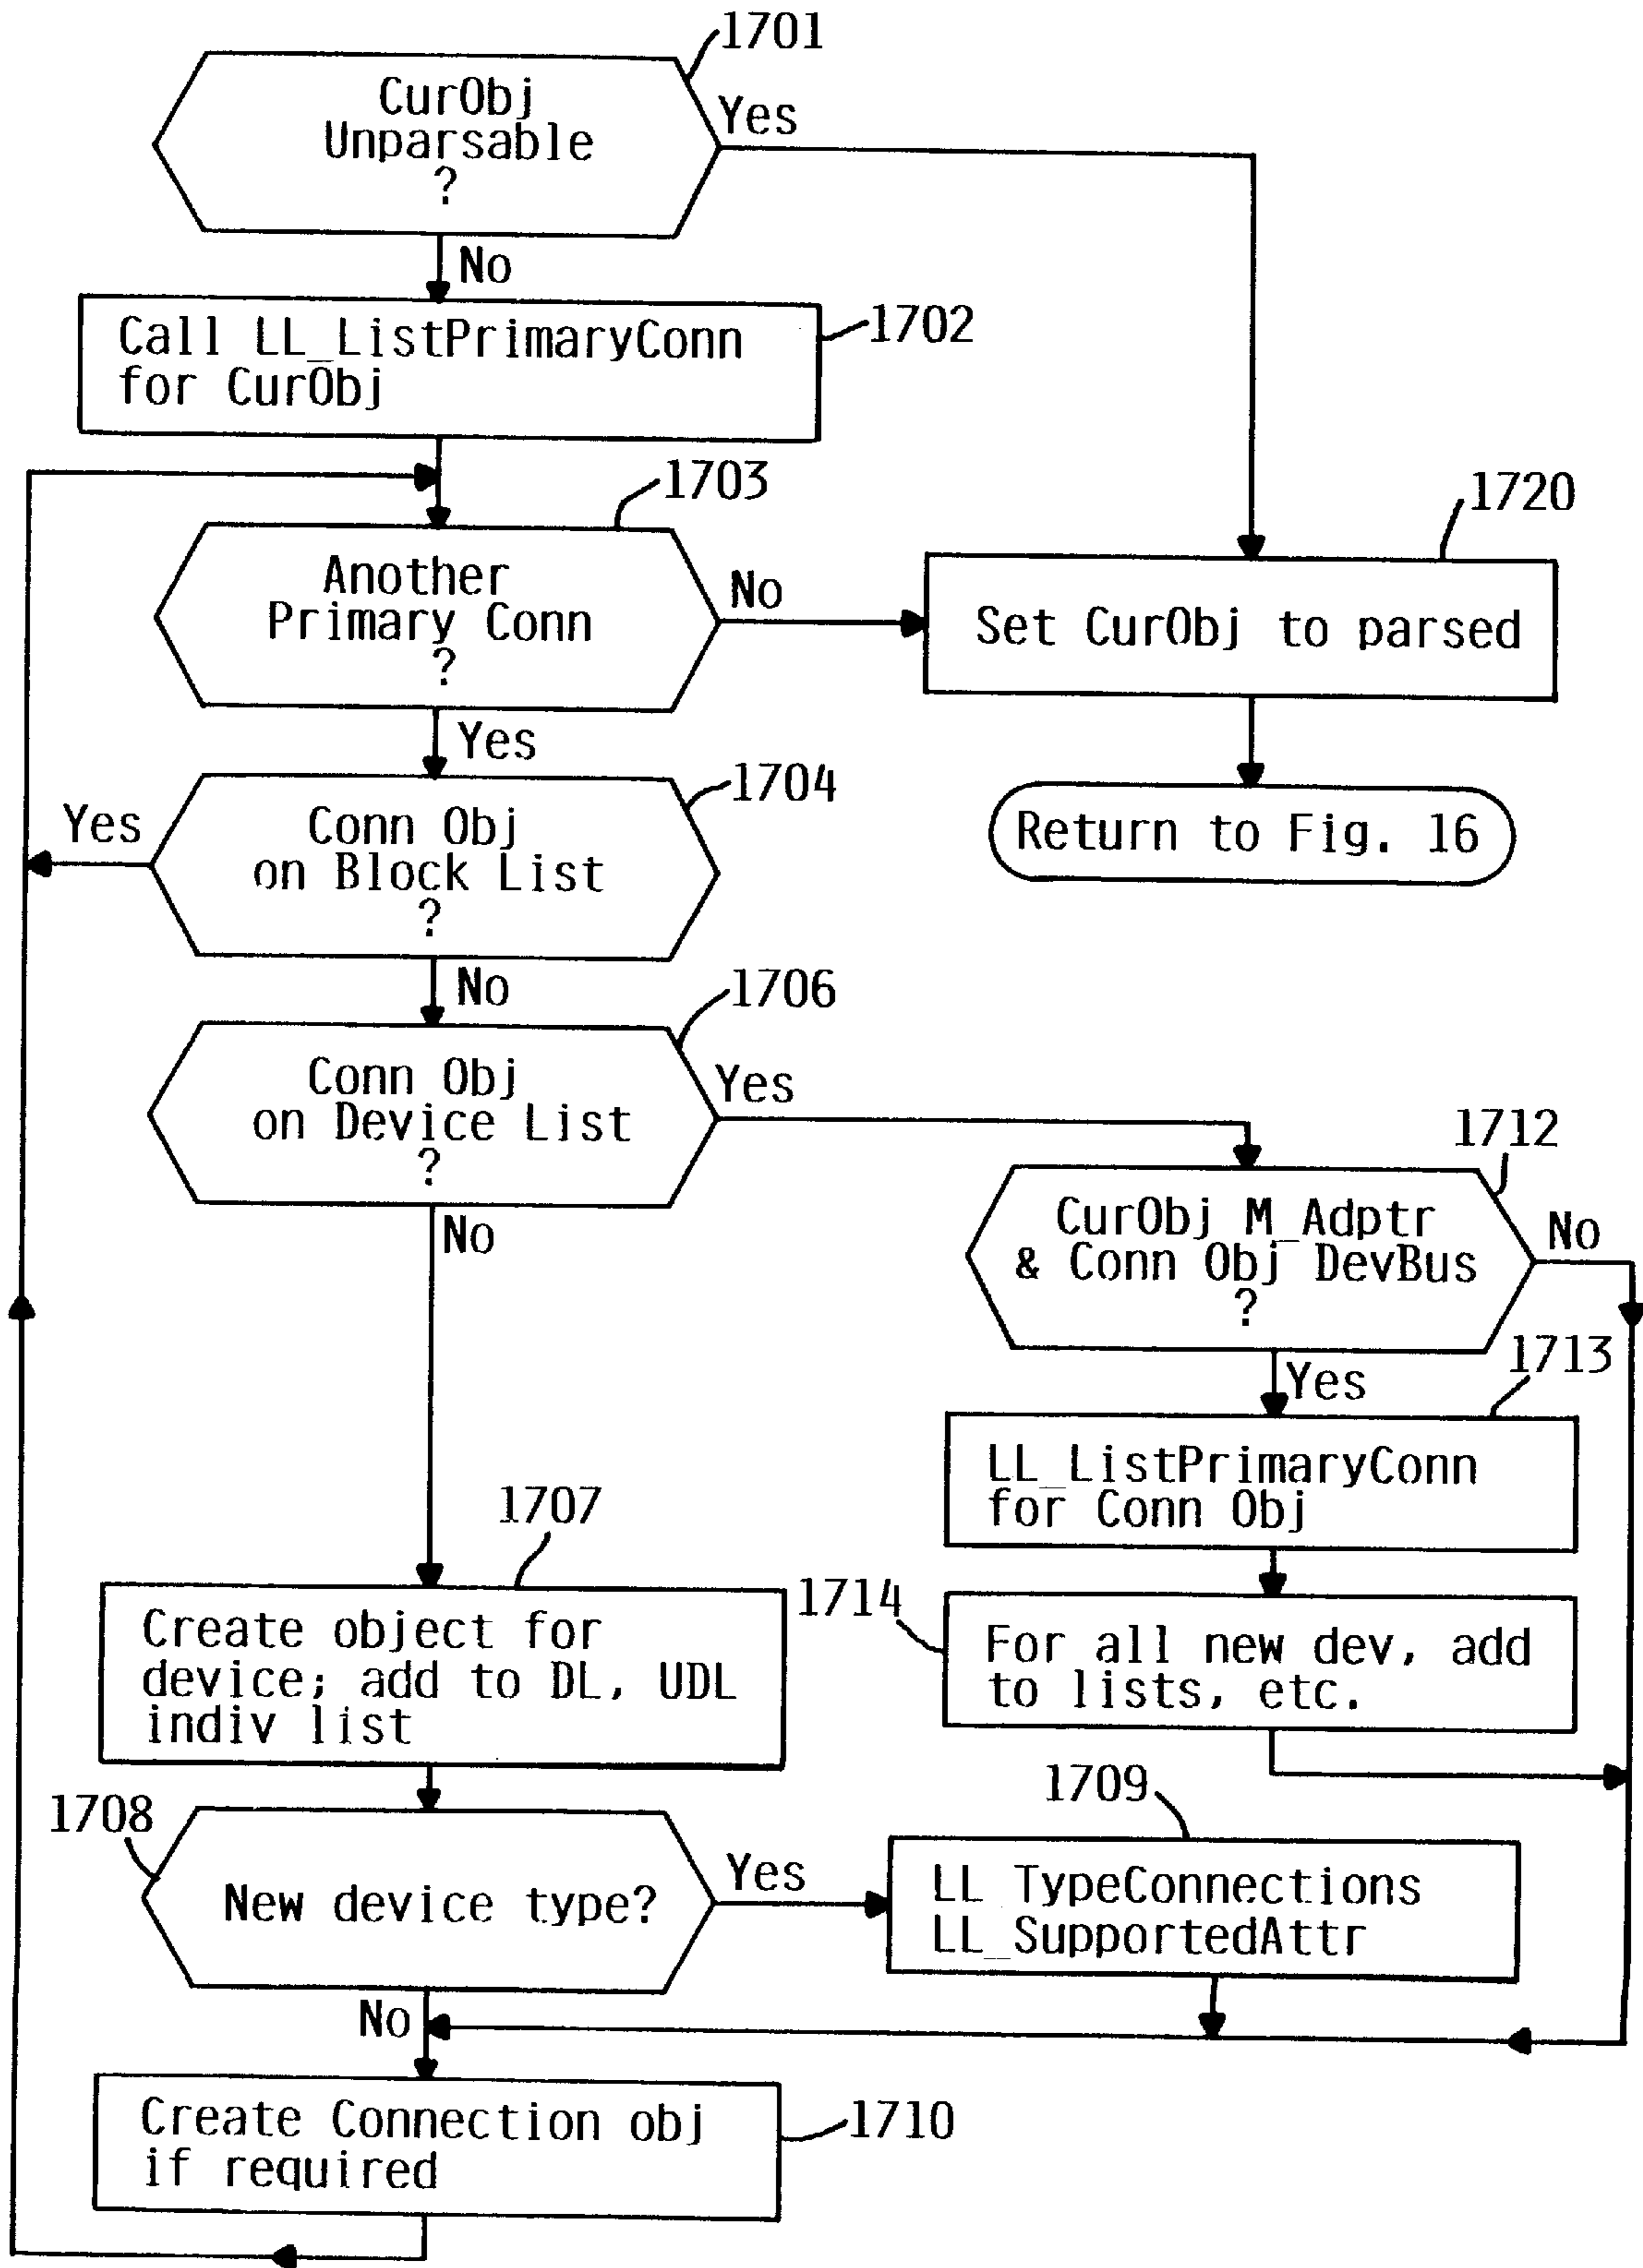 1701
CurObj
Unparsable
?
Yes
No
Call LL_ListPrimaryConn
for CurObj
1702
1703
Another
Primary Conn
?
No
Yes
1720
Set CurObj to parsed
Return to Fig. 16
1704
Conn Obj
on Block List
?
Yes
No
1706
Conn Obj
on Device List
?
Yes
No
1712
CurObj M_Adptr
& Conn Obj DevBus
?
No
Yes
1713
LL_ListPrimaryConn
for Conn Obj
1714
For all new dev, add
to lists, etc.
1707
Create object for
device; add to DL, UDL
indiv list
1708
New device type?
Yes
No
1709
LL_TypeConnections
LL_SupportedAttr
Create Connection obj
if required
1710